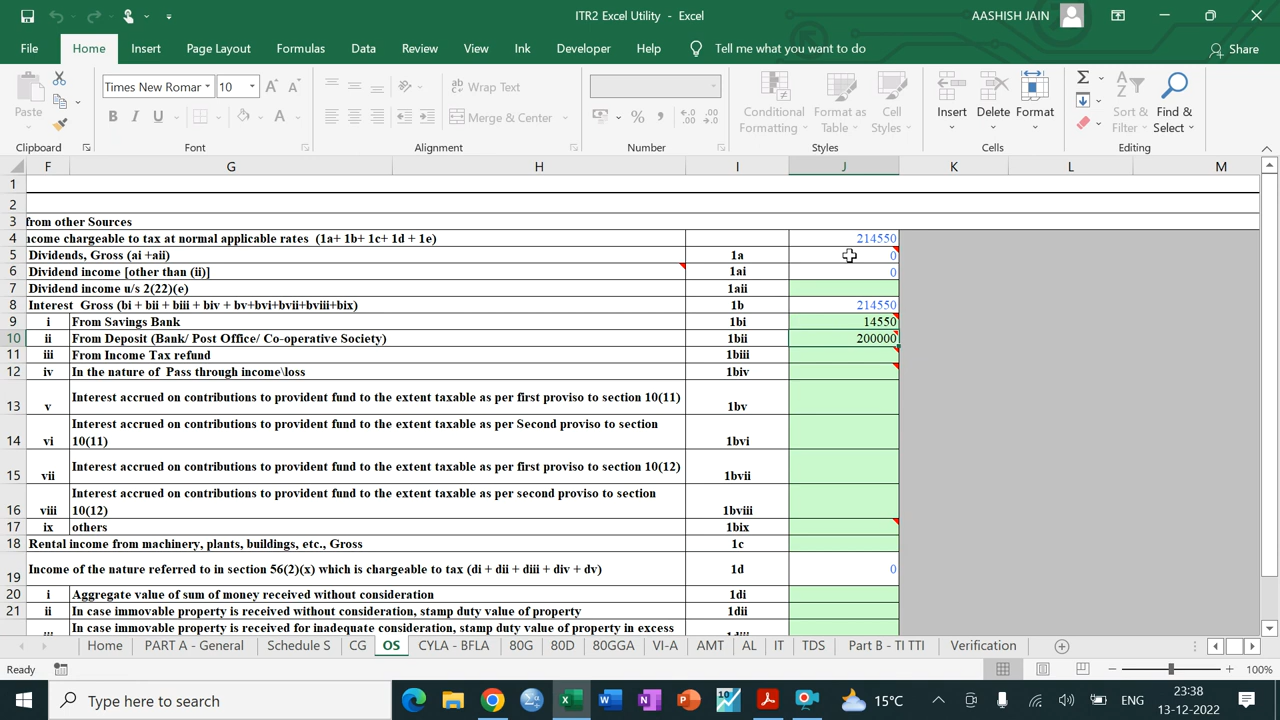 ITR2 Excel Utility - Excel
AASHISH JAIN
File Home Insert Page Layout Formulas Data Review View Ink Developer Help Tell me what you want to do Share
Paste
Times New Romar 10
Wrap Text
Merge & Center
Conditional Formatting
Format as Table
Cell Styles
Insert Delete Format
Sort & Filter
Find & Select
Clipboard Font Alignment Number Styles Cells Editing
F G H I J K L M
1
2
3 from other Sources
4 ncome chargeable to tax at normal applicable rates (1a+ 1b+ 1c+ 1d + 1e) 214550
5 Dividends, Gross (ai +aii) 1a 0
6 Dividend income [other than (ii)] 1ai 0
7 Dividend income u/s 2(22)(e) 1aii
8 Interest Gross (bi + bii + biii + biv + bv+bvi+bvii+bviii+bix) 1b 214550
9 i From Savings Bank 1bi 14550
10 ii From Deposit (Bank/ Post Office/ Co-operative Society) 1bii 200000
11 iii From Income Tax refund 1biii
12 iv In the nature of Pass through income\loss 1biv
13 v Interest accrued on contributions to provident fund to the extent taxable as per first proviso to section 10(11) 1bv
14 vi Interest accrued on contributions to provident fund to the extent taxable as per Second proviso to section
10(11) 1bvi
15 vii Interest accrued on contributions to provident fund to the extent taxable as per first proviso to section 10(12) 1bvii
16 viii Interest accrued on contributions to provident fund to the extent taxable as per second proviso to section
10(12) 1bviii
17 ix others 1bix
18 Rental income from machinery, plants, buildings, etc., Gross 1c
19 Income of the nature referred to in section 56(2)(x) which is chargeable to tax (di + dii + diii + div + dv) 1d 0
20 i Aggregate value of sum of money received without consideration 1di
21 ii In case immovable property is received without consideration, stamp duty value of property 1dii
iii In case immovable property is received for inadequate consideration, stamp duty value of property in excess 1diii
Home PART A - General Schedule S CG OS CYLA - BFLA 80G 80D 80GGA VI-A AMT AL IT TDS Part B - TI TTI Verification
Ready 100%
Type here to search
15°C
ENG
23:38
13-12-2022